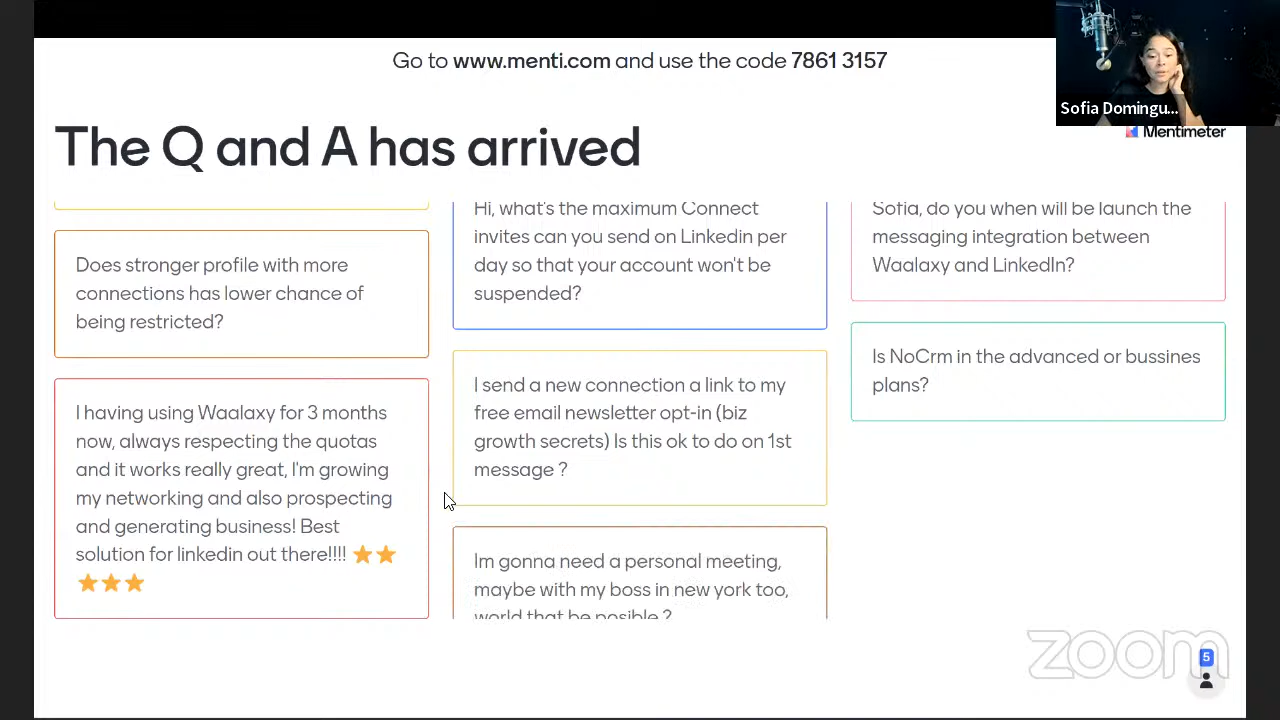 Go to www.menti.com and use the code 7861 3157
Sofia Domingu...
Mentimeter
The Q and A has arrived
Does stronger profile with more
connections has lower chance of
being restricted?
I having using Waalaxy for 3 months
now, always respecting the quotas
and it works really great, I'm growing
my networking and also prospecting
and generating business! Best
solution for linkedin out there!!!! ⭐⭐
⭐⭐⭐
Hi, what's the maximum Connect
invites can you send on Linkedin per
day so that your account won't be
suspended?
I send a new connection a link to my
free email newsletter opt-in (biz
growth secrets) Is this ok to do on 1st
message ?
Im gonna need a personal meeting,
maybe with my boss in new york too,
world that be posible ?
Sofia, do you when will be launch the
messaging integration between
Waalaxy and LinkedIn?
Is NoCrm in the advanced or bussines
plans?
zoom
5